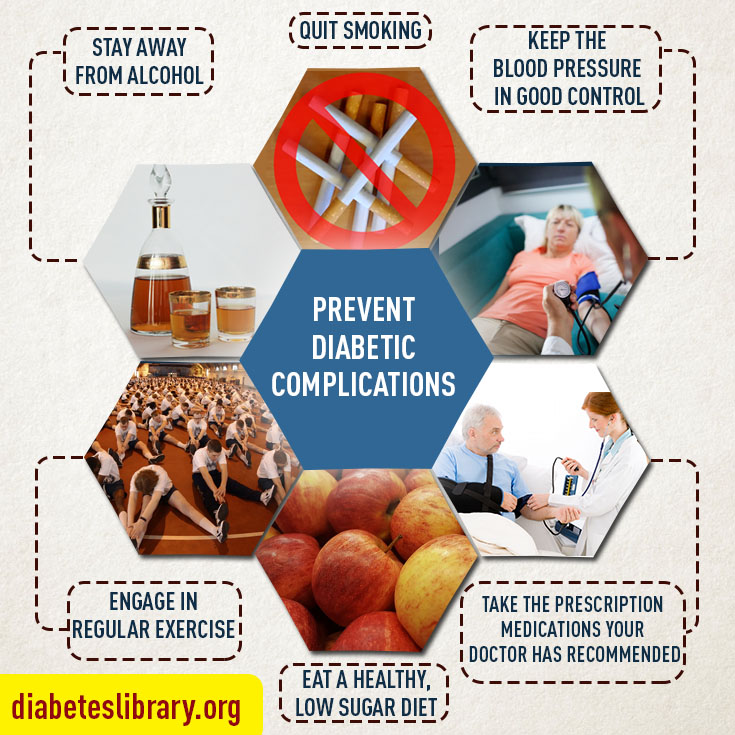 QUIT SMOKING
STAY AWAY
FROM ALCOHOL
KEEP THE
BLOOD PRESSURE
IN GOOD CONTROL
PREVENT
DIABETIC
COMPLICATIONS
ENGAGE IN
REGULAR EXERCISE
TAKE THE PRESCRIPTION
MEDICATIONS YOUR
DOCTOR HAS RECOMMENDED
EAT A HEALTHY,
LOW SUGAR DIET
diabeteslibrary.org